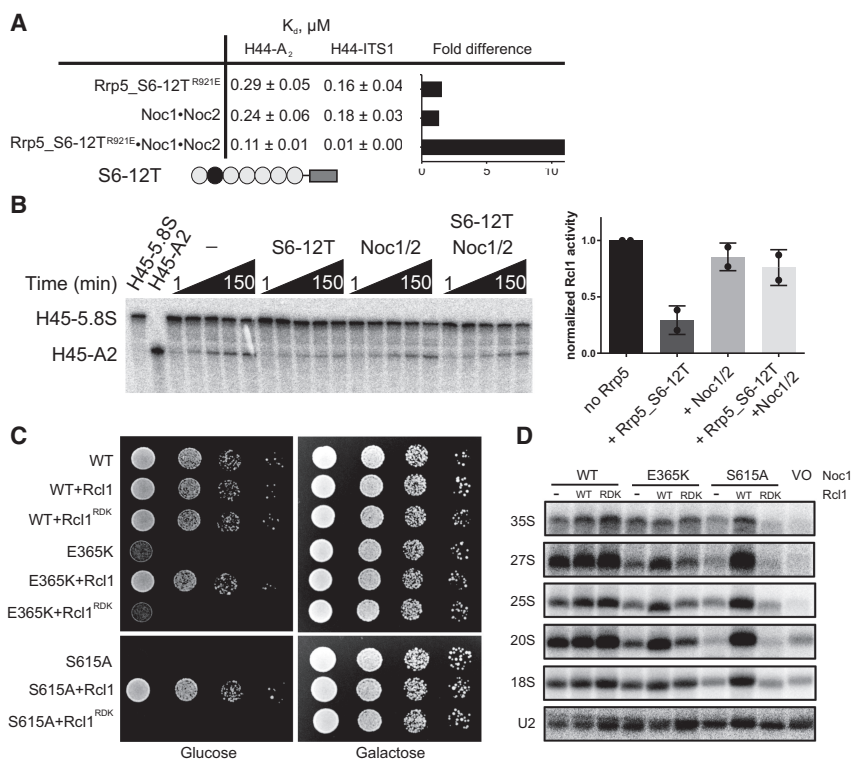 A
K_d, μM
H44-A₂ H44-ITS1 Fold difference
Rrp5_S6-12T^R921E 0.29 ± 0.05 0.16 ± 0.04
Noc1•Noc2 0.24 ± 0.06 0.18 ± 0.03
Rrp5_S6-12T^R921E•Noc1•Noc2 0.11 ± 0.01 0.01 ± 0.00
0 5 10
S6-12T
B
H45-5.8S H45-A2 – S6-12T Noc1/2 S6-12T Noc1/2
Time (min) 1 150 1 150 1 150 1 150
H45-5.8S
H45-A2
normalized Rcl1 activity
1.0
0.5
0.0
no Rrp5
+ Rrp5_S6-12T
+ Noc1/2
+ Rrp5_S6-12T
+Noc1/2
C
WT
WT+Rcl1
WT+Rcl1^RDK
E365K
E365K+Rcl1
E365K+Rcl1^RDK
S615A
S615A+Rcl1
S615A+Rcl1^RDK
Glucose Galactose
D
WT E365K S615A VO Noc1
– WT RDK – WT RDK – WT RDK Rcl1
35S
27S
25S
20S
18S
U2